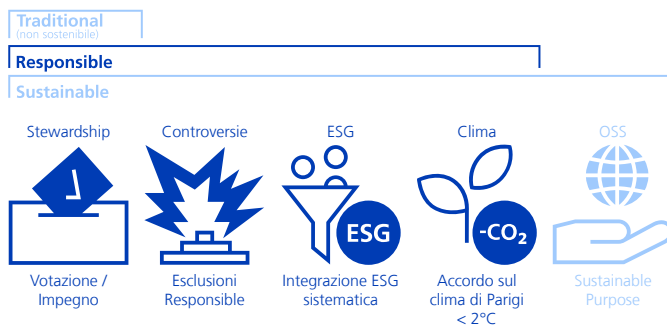 Traditional
(non sostenibile)
Responsible
Sustainable
Stewardship
Controversie
ESG
Clima
OSS
ESG
-CO₂
Votazione /
Impegno
Esclusioni
Responsible
Integrazione ESG
sistematica
Accordo sul
clima di Parigi
< 2°C
Sustainable
Purpose